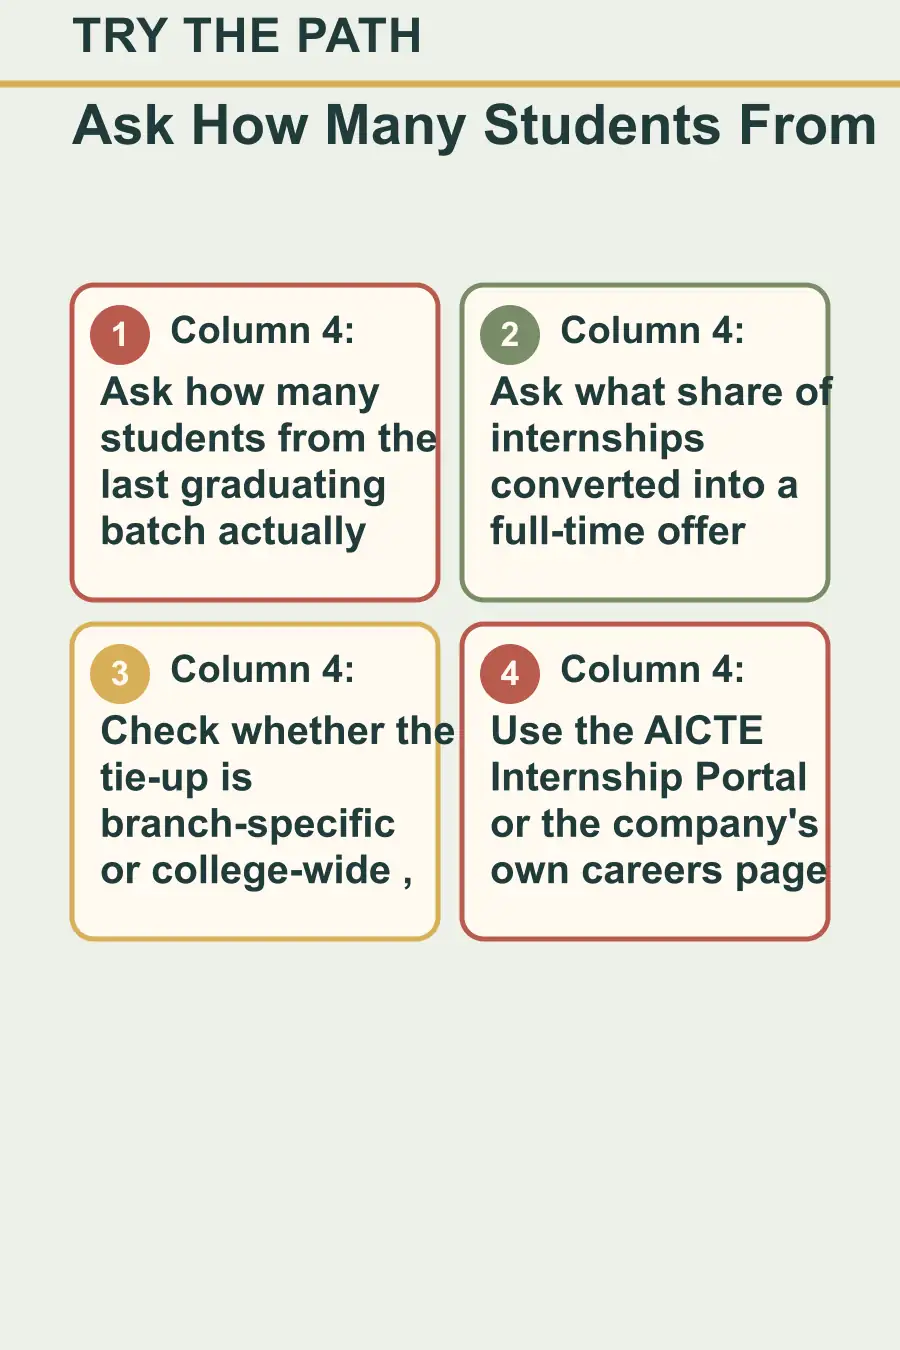 TRY THE PATH
Ask How Many Students From
1 Column 4:
Ask how many
students from the
last graduating
batch actually
2 Column 4:
Ask what share of
internships
converted into a
full-time offer
3 Column 4:
Check whether the
tie-up is
branch-specific
or college-wide ,
4 Column 4:
Use the AICTE
Internship Portal
or the company's
own careers page